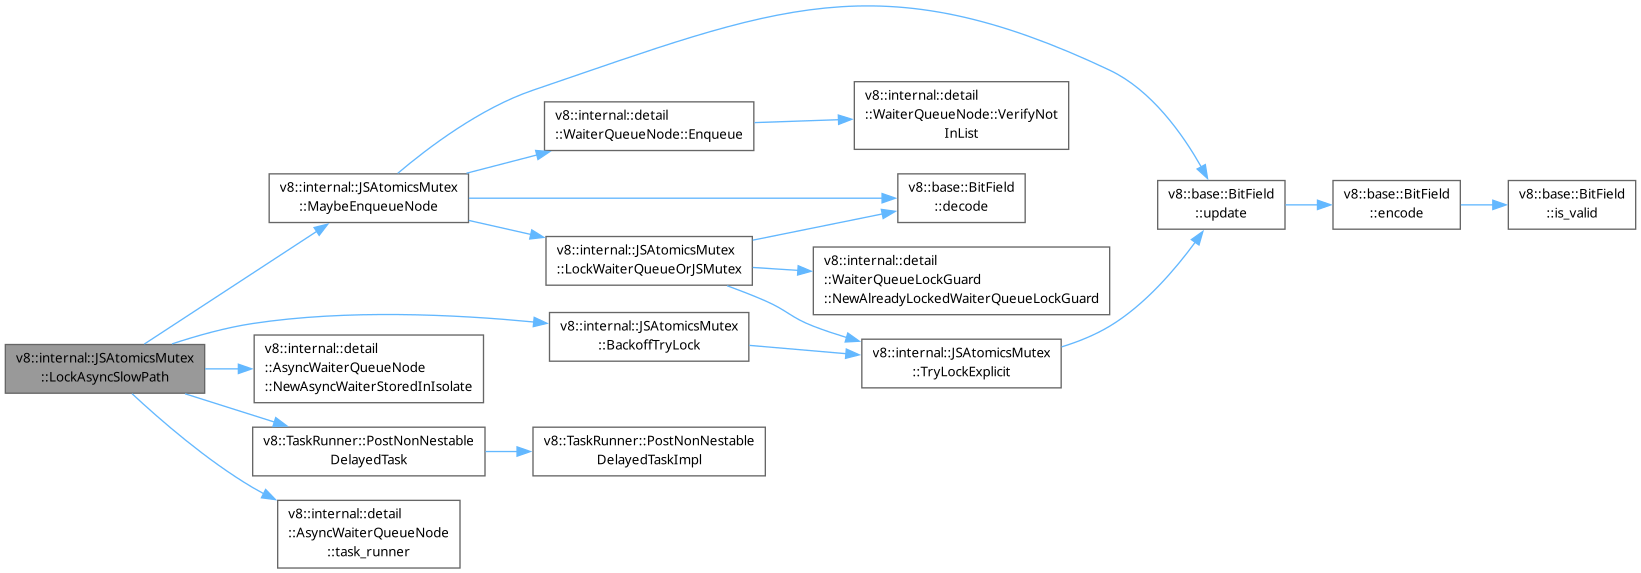 v8::internal::JSAtomicsMutex
::LockAsyncSlowPath
v8::internal::JSAtomicsMutex
::MaybeEnqueueNode
v8::internal::detail
::WaiterQueueNode::Enqueue
v8::internal::detail
::WaiterQueueNode::VerifyNot
InList
v8::base::BitField
::decode
v8::internal::JSAtomicsMutex
::LockWaiterQueueOrJSMutex
v8::internal::detail
::WaiterQueueLockGuard
::NewAlreadyLockedWaiterQueueLockGuard
v8::internal::JSAtomicsMutex
::BackoffTryLock
v8::internal::JSAtomicsMutex
::TryLockExplicit
v8::base::BitField
::update
v8::base::BitField
::encode
v8::base::BitField
::is_valid
v8::internal::detail
::AsyncWaiterQueueNode
::NewAsyncWaiterStoredInIsolate
v8::TaskRunner::PostNonNestable
DelayedTask
v8::TaskRunner::PostNonNestable
DelayedTaskImpl
v8::internal::detail
::AsyncWaiterQueueNode
::task_runner